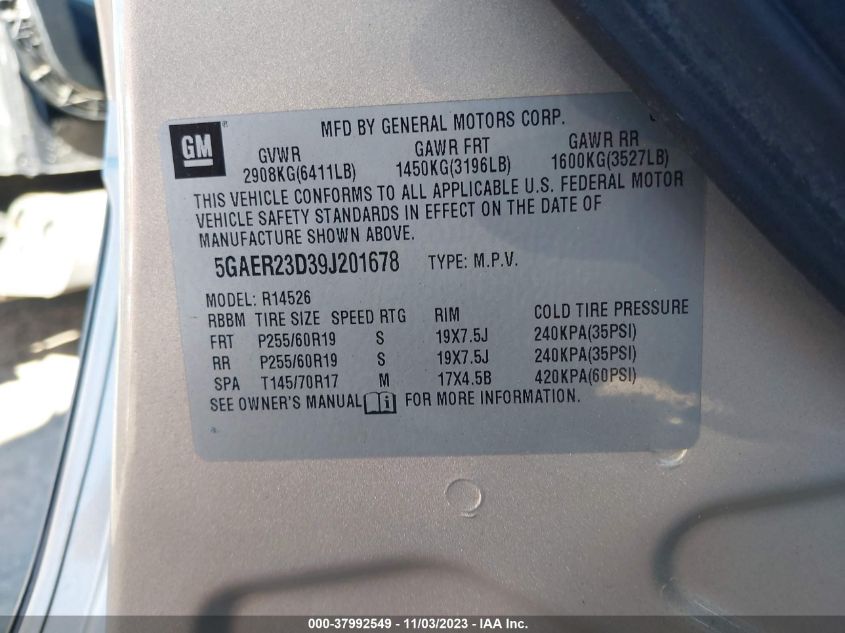 GM
MFD BY GENERAL MOTORS CORP.
GVWR GAWR FRT GAWR RR
2908KG(6411LB) 1450KG(3196LB) 1600KG(3527LB)
THIS VEHICLE CONFORMS TO ALL APPLICABLE U.S. FEDERAL MOTOR
VEHICLE SAFETY STANDARDS IN EFFECT ON THE DATE OF
MANUFACTURE SHOWN ABOVE.
5GAER23D39J201678 TYPE: M.P.V.
MODEL: R14526
RBBM TIRE SIZE SPEED RTG RIM COLD TIRE PRESSURE
FRT P255/60R19 S 19X7.5J 240KPA(35PSI)
RR P255/60R19 S 19X7.5J 240KPA(35PSI)
SPA T145/70R17 M 17X4.5B 420KPA(60PSI)
SEE OWNER'S MANUAL i FOR MORE INFORMATION.
000-37992549 - 11/03/2023 - IAA Inc.